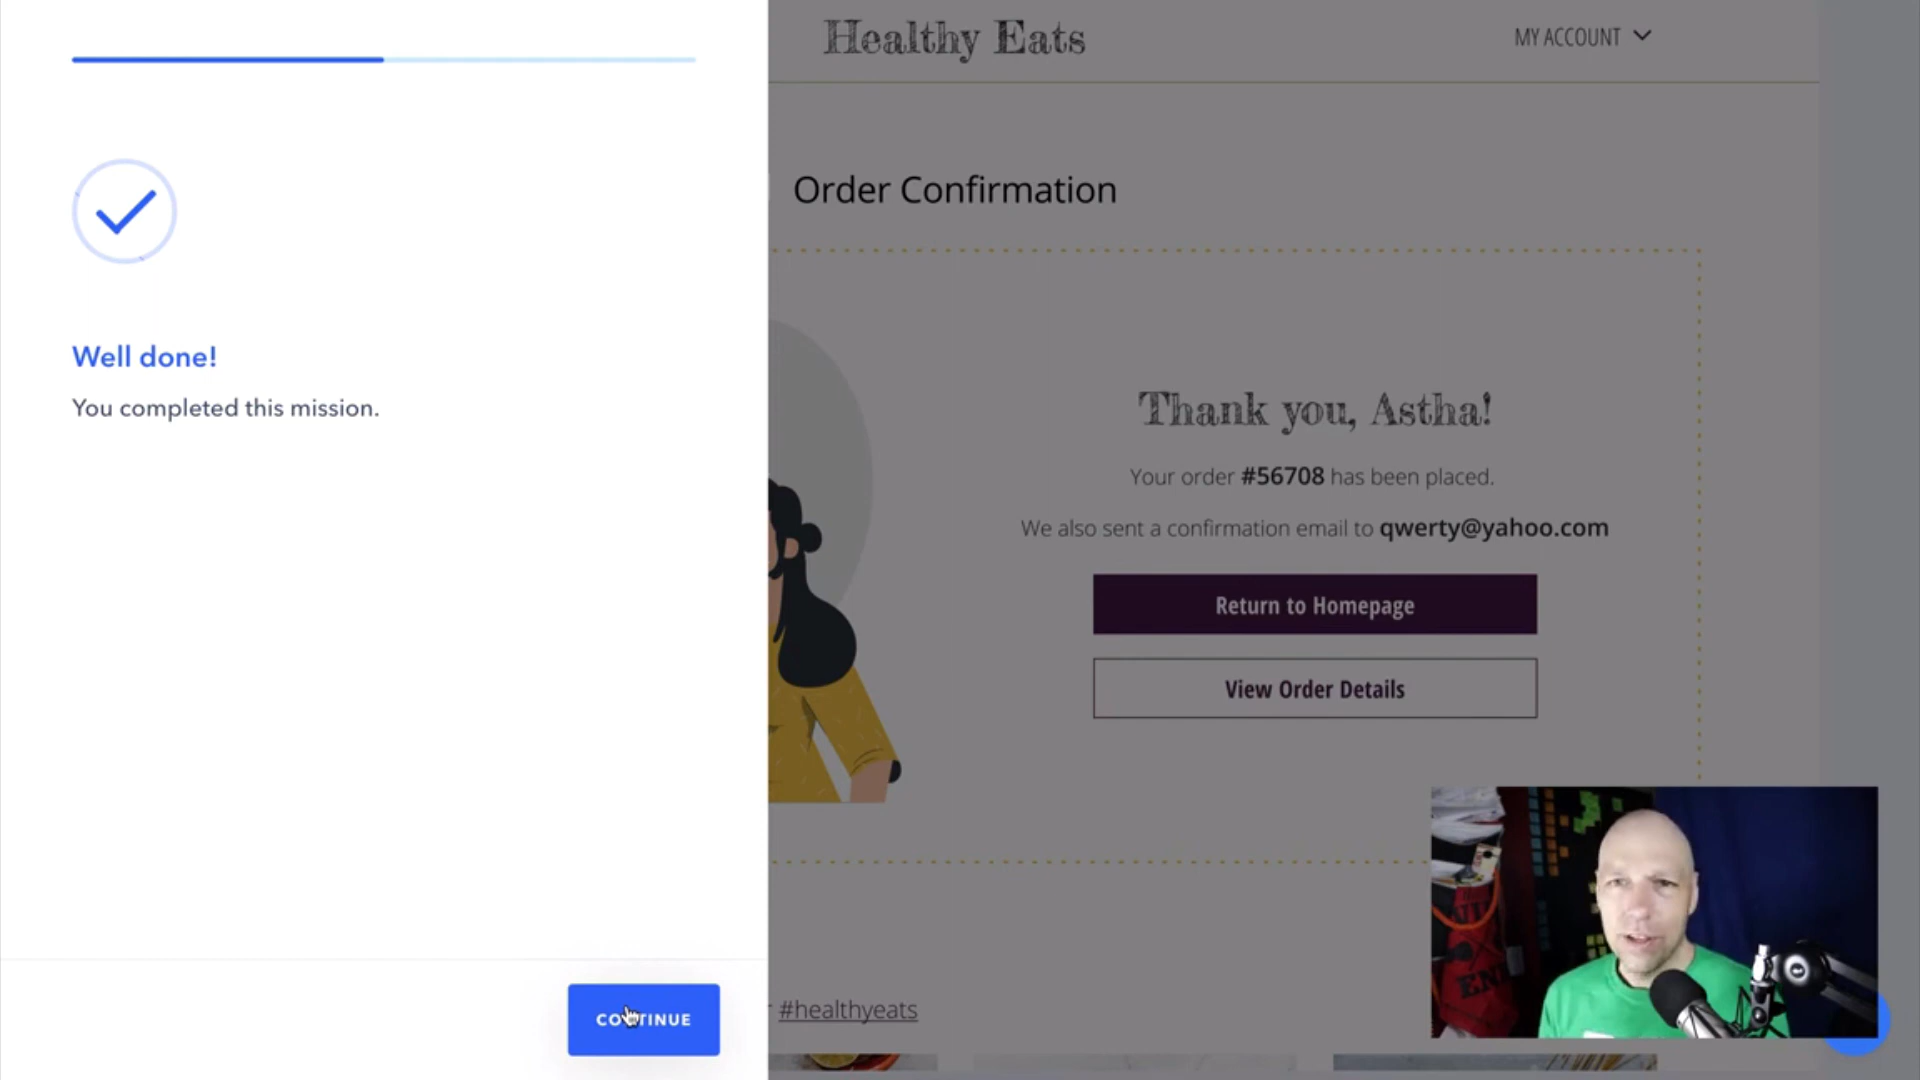 Well done!
You completed this mission.
CONTINUE
Healthy Eats
MY ACCOUNT
Order Confirmation
Thank you, Astha!
Your order #56708 has been placed.
We also sent a confirmation email to qwerty@yahoo.com
Return to Homepage
View Order Details
#healthyeats